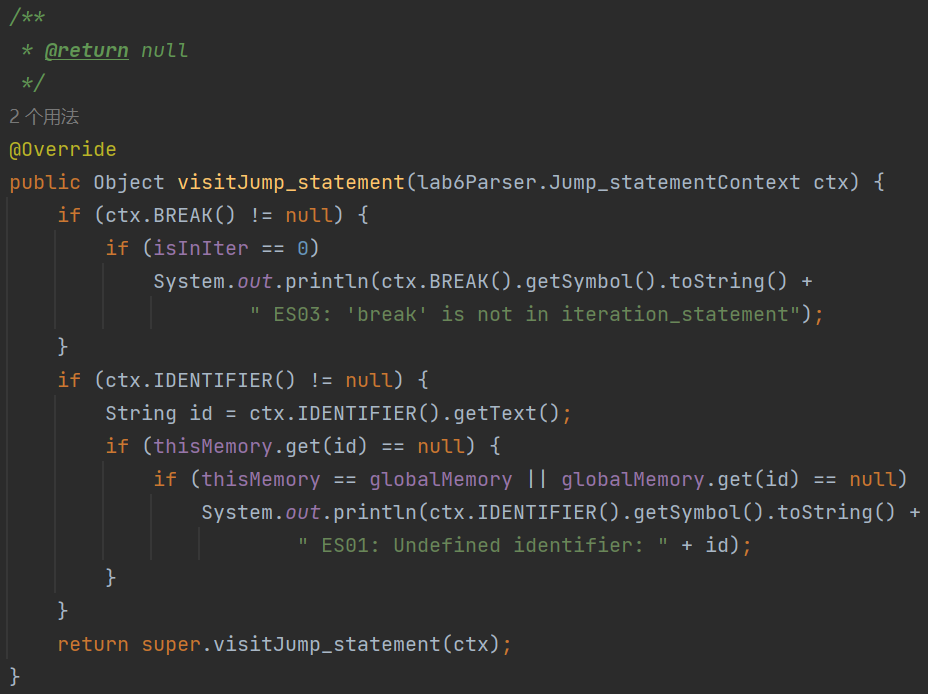 /**
 * @return null
 */
2 个用法
@Override
public Object visitJump_statement(lab6Parser.Jump_statementContext ctx) {
    if (ctx.BREAK() != null) {
        if (isInIter == 0)
            System.out.println(ctx.BREAK().getSymbol().toString() +
                    " ES03: 'break' is not in iteration_statement");
    }
    if (ctx.IDENTIFIER() != null) {
        String id = ctx.IDENTIFIER().getText();
        if (thisMemory.get(id) == null) {
            if (thisMemory == globalMemory || globalMemory.get(id) == null)
                System.out.println(ctx.IDENTIFIER().getSymbol().toString() +
                        " ES01: Undefined identifier: " + id);
        }
    }
    return super.visitJump_statement(ctx);
}